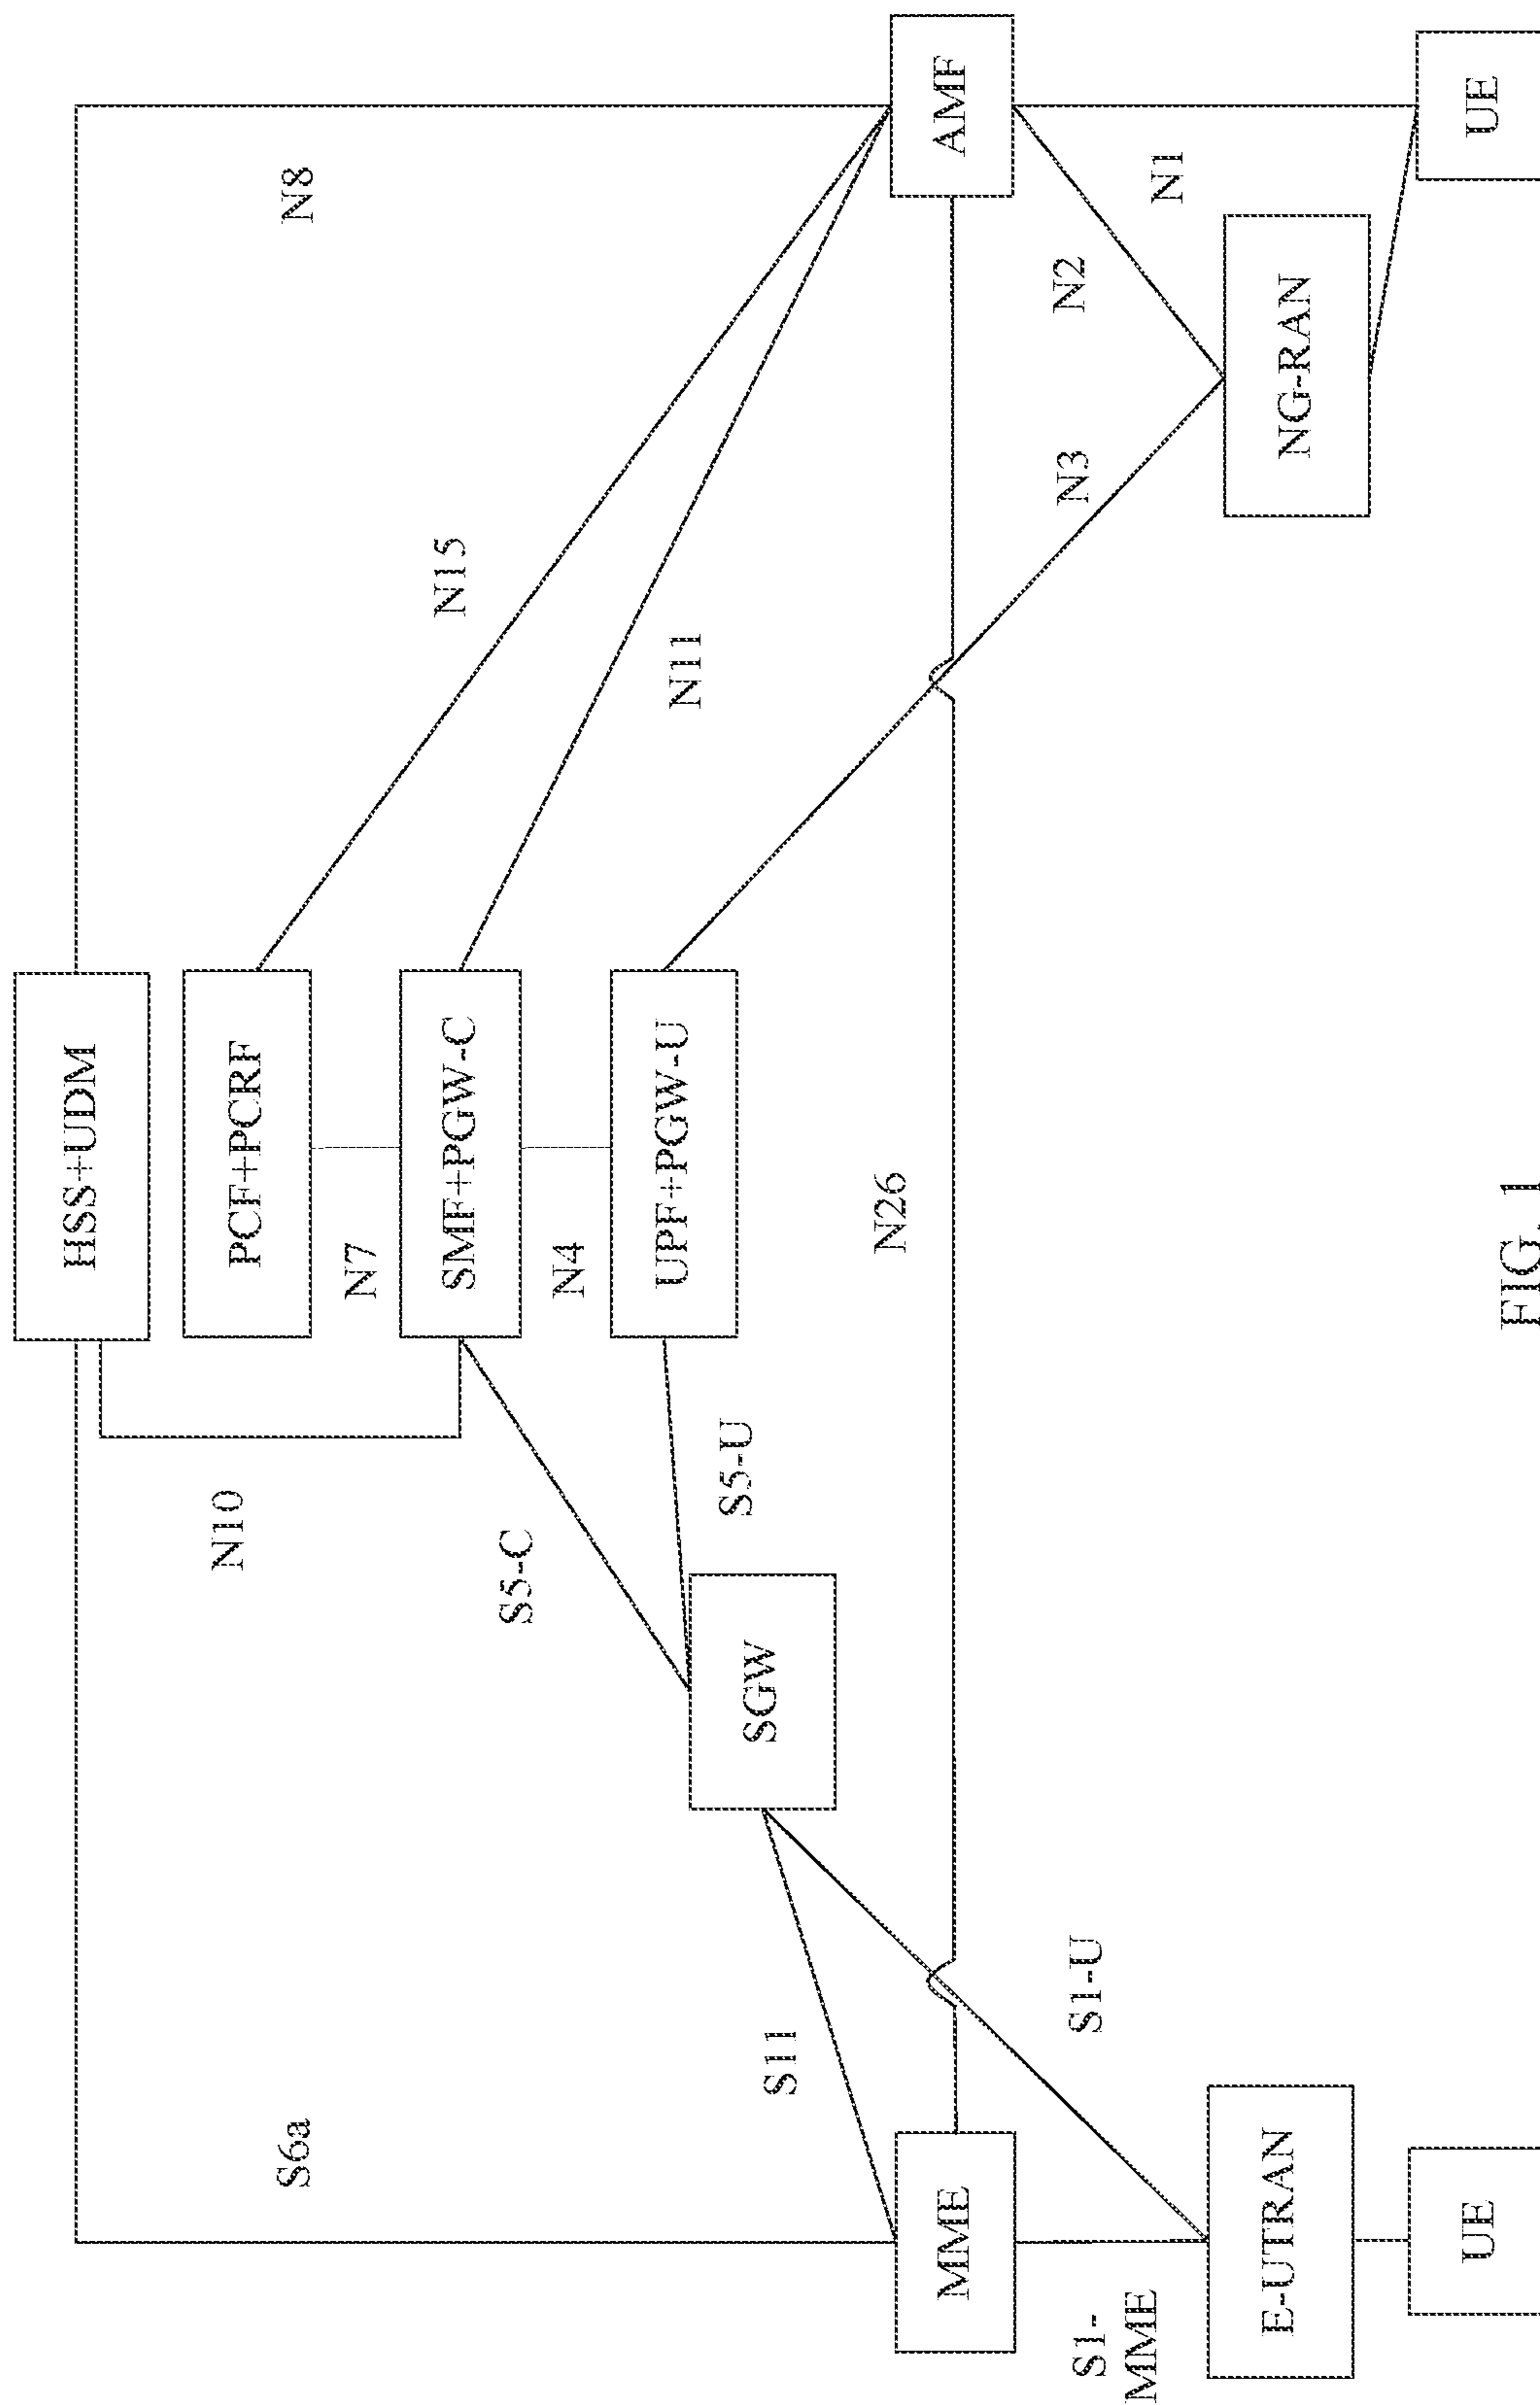 HSS+UDM
S6a
N10
N8
PCF+PCRF
N7
N15
S5-C
SMF+PGW-C
N4
N11
S11
SGW
S5-U
UPF+PGW-U
N26
MME
AMF
S1-
MME
S1-U
N3
N2
N1
E-UTRAN
NG-RAN
UE
UE
FIG. 1